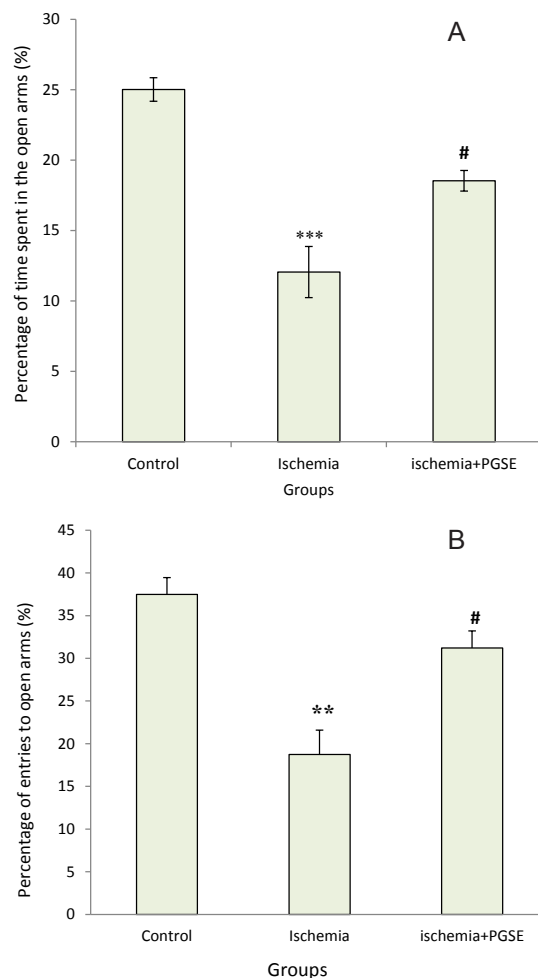 A
Percentage of time spent in the open arms (%)
30
25
20
15
10
5
0
***
#
Control Ischemia ischemia+PGSE
Groups
B
Percentage of entries to open arms (%)
45
40
35
30
25
20
15
10
5
0
**
#
Control Ischemia ischemia+PGSE
Groups